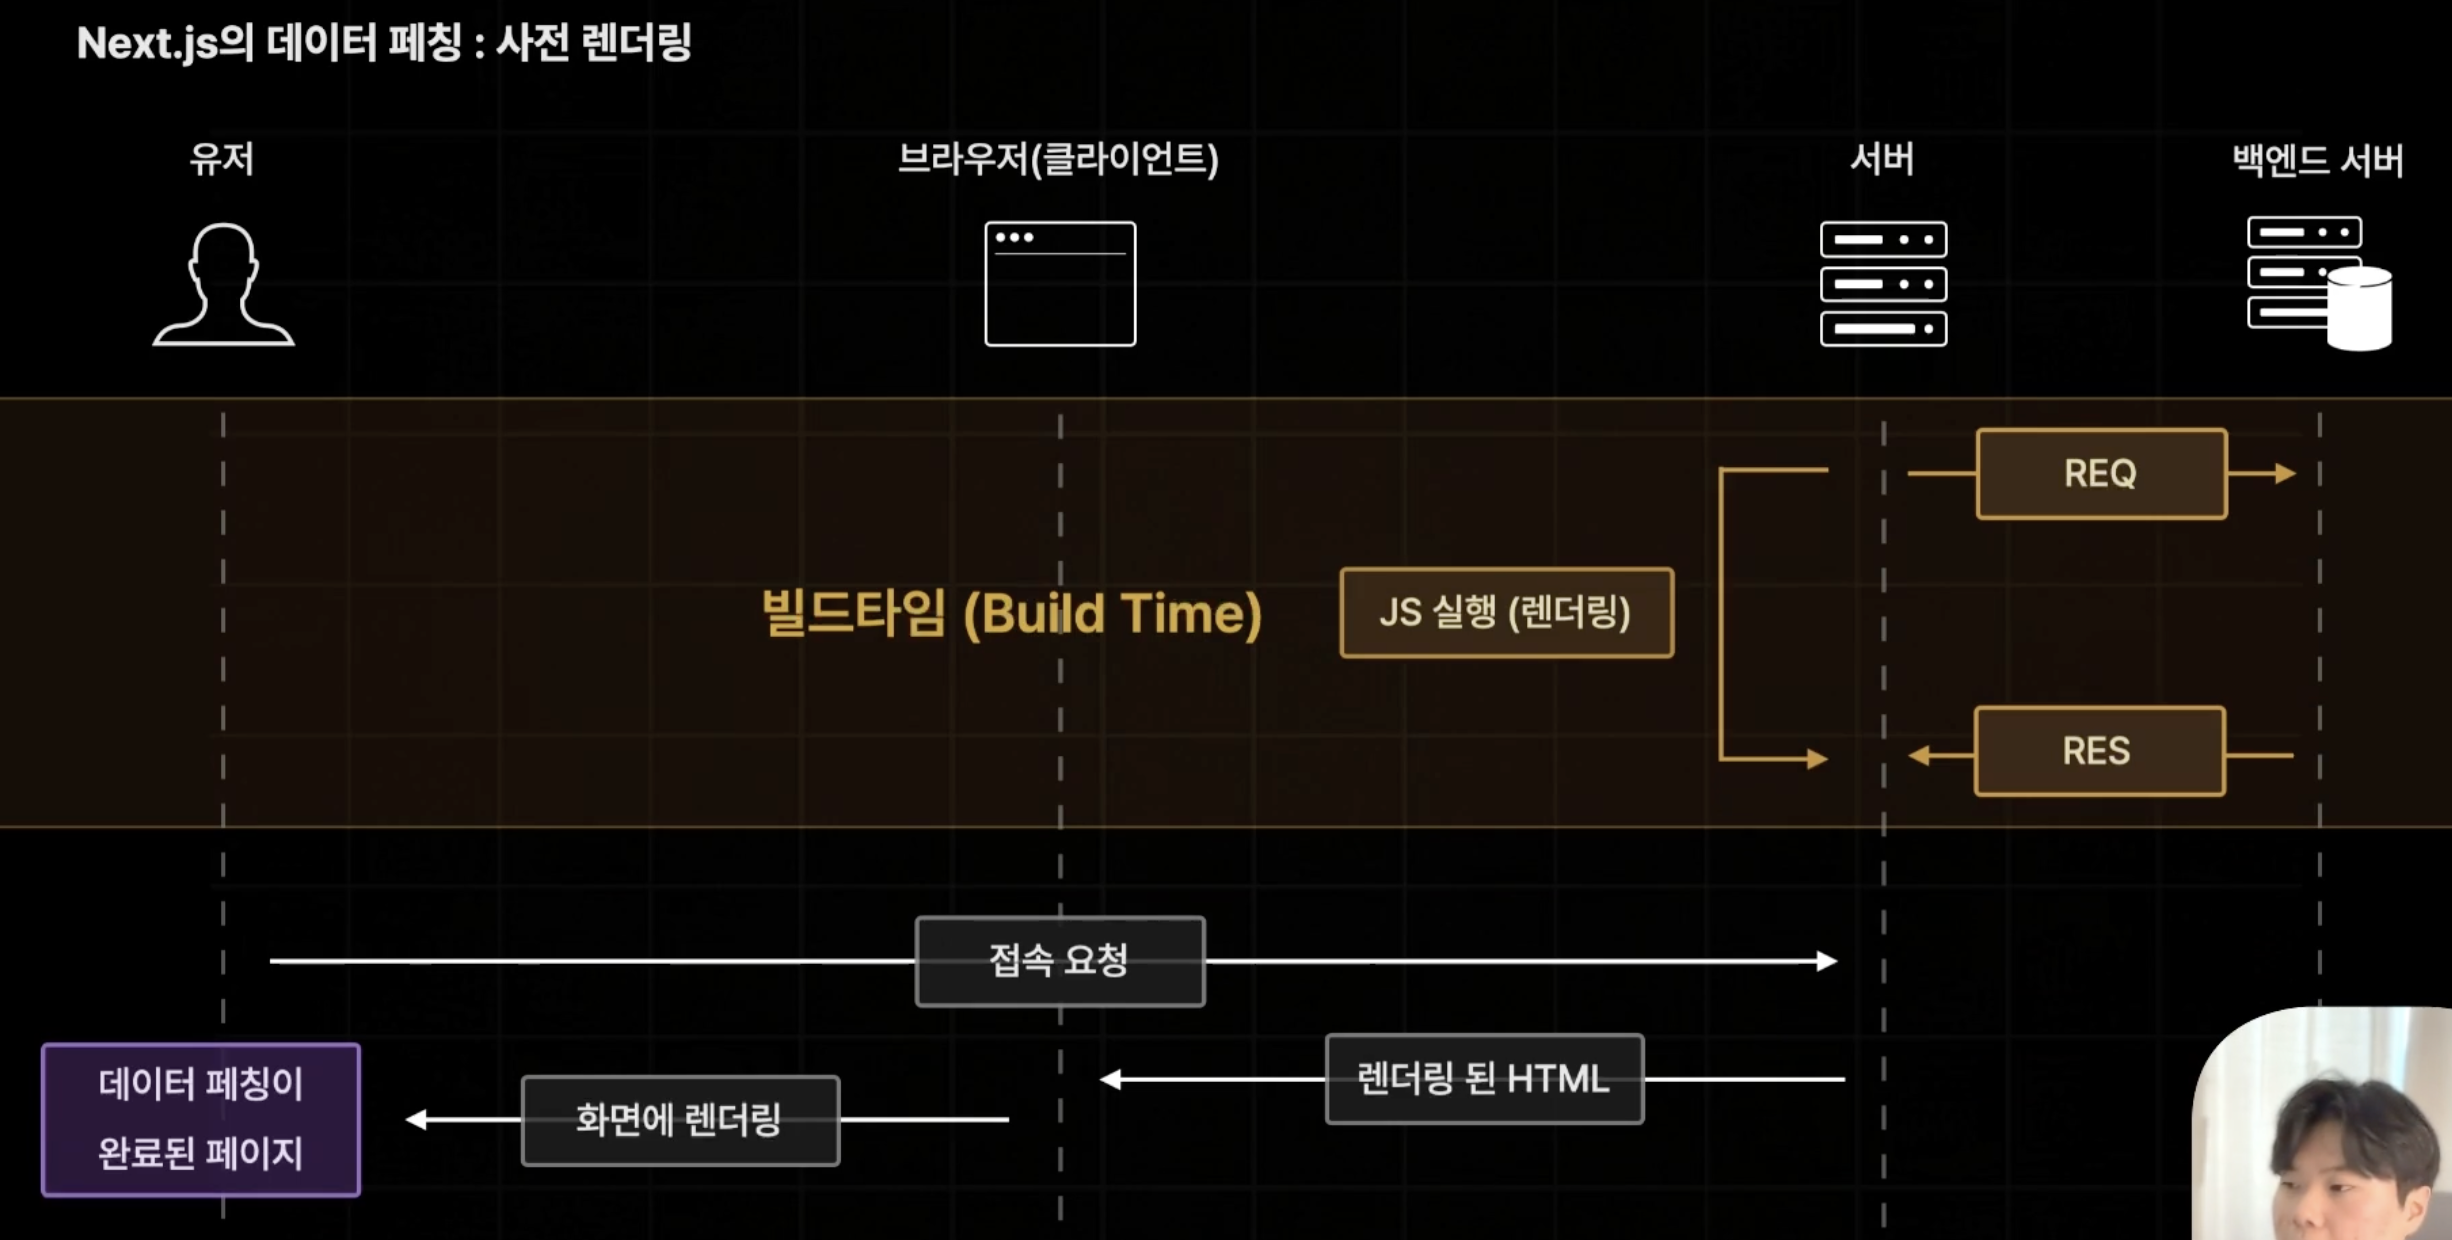 Next.js의 데이터 페칭 : 사전 렌더링
유저
브라우저(클라이언트)
서버
백엔드 서버
REQ
빌드타임 (Build Time)
JS 실행 (렌더링)
RES
접속 요청
렌더링 된 HTML
화면에 렌더링
데이터 페칭이
완료된 페이지